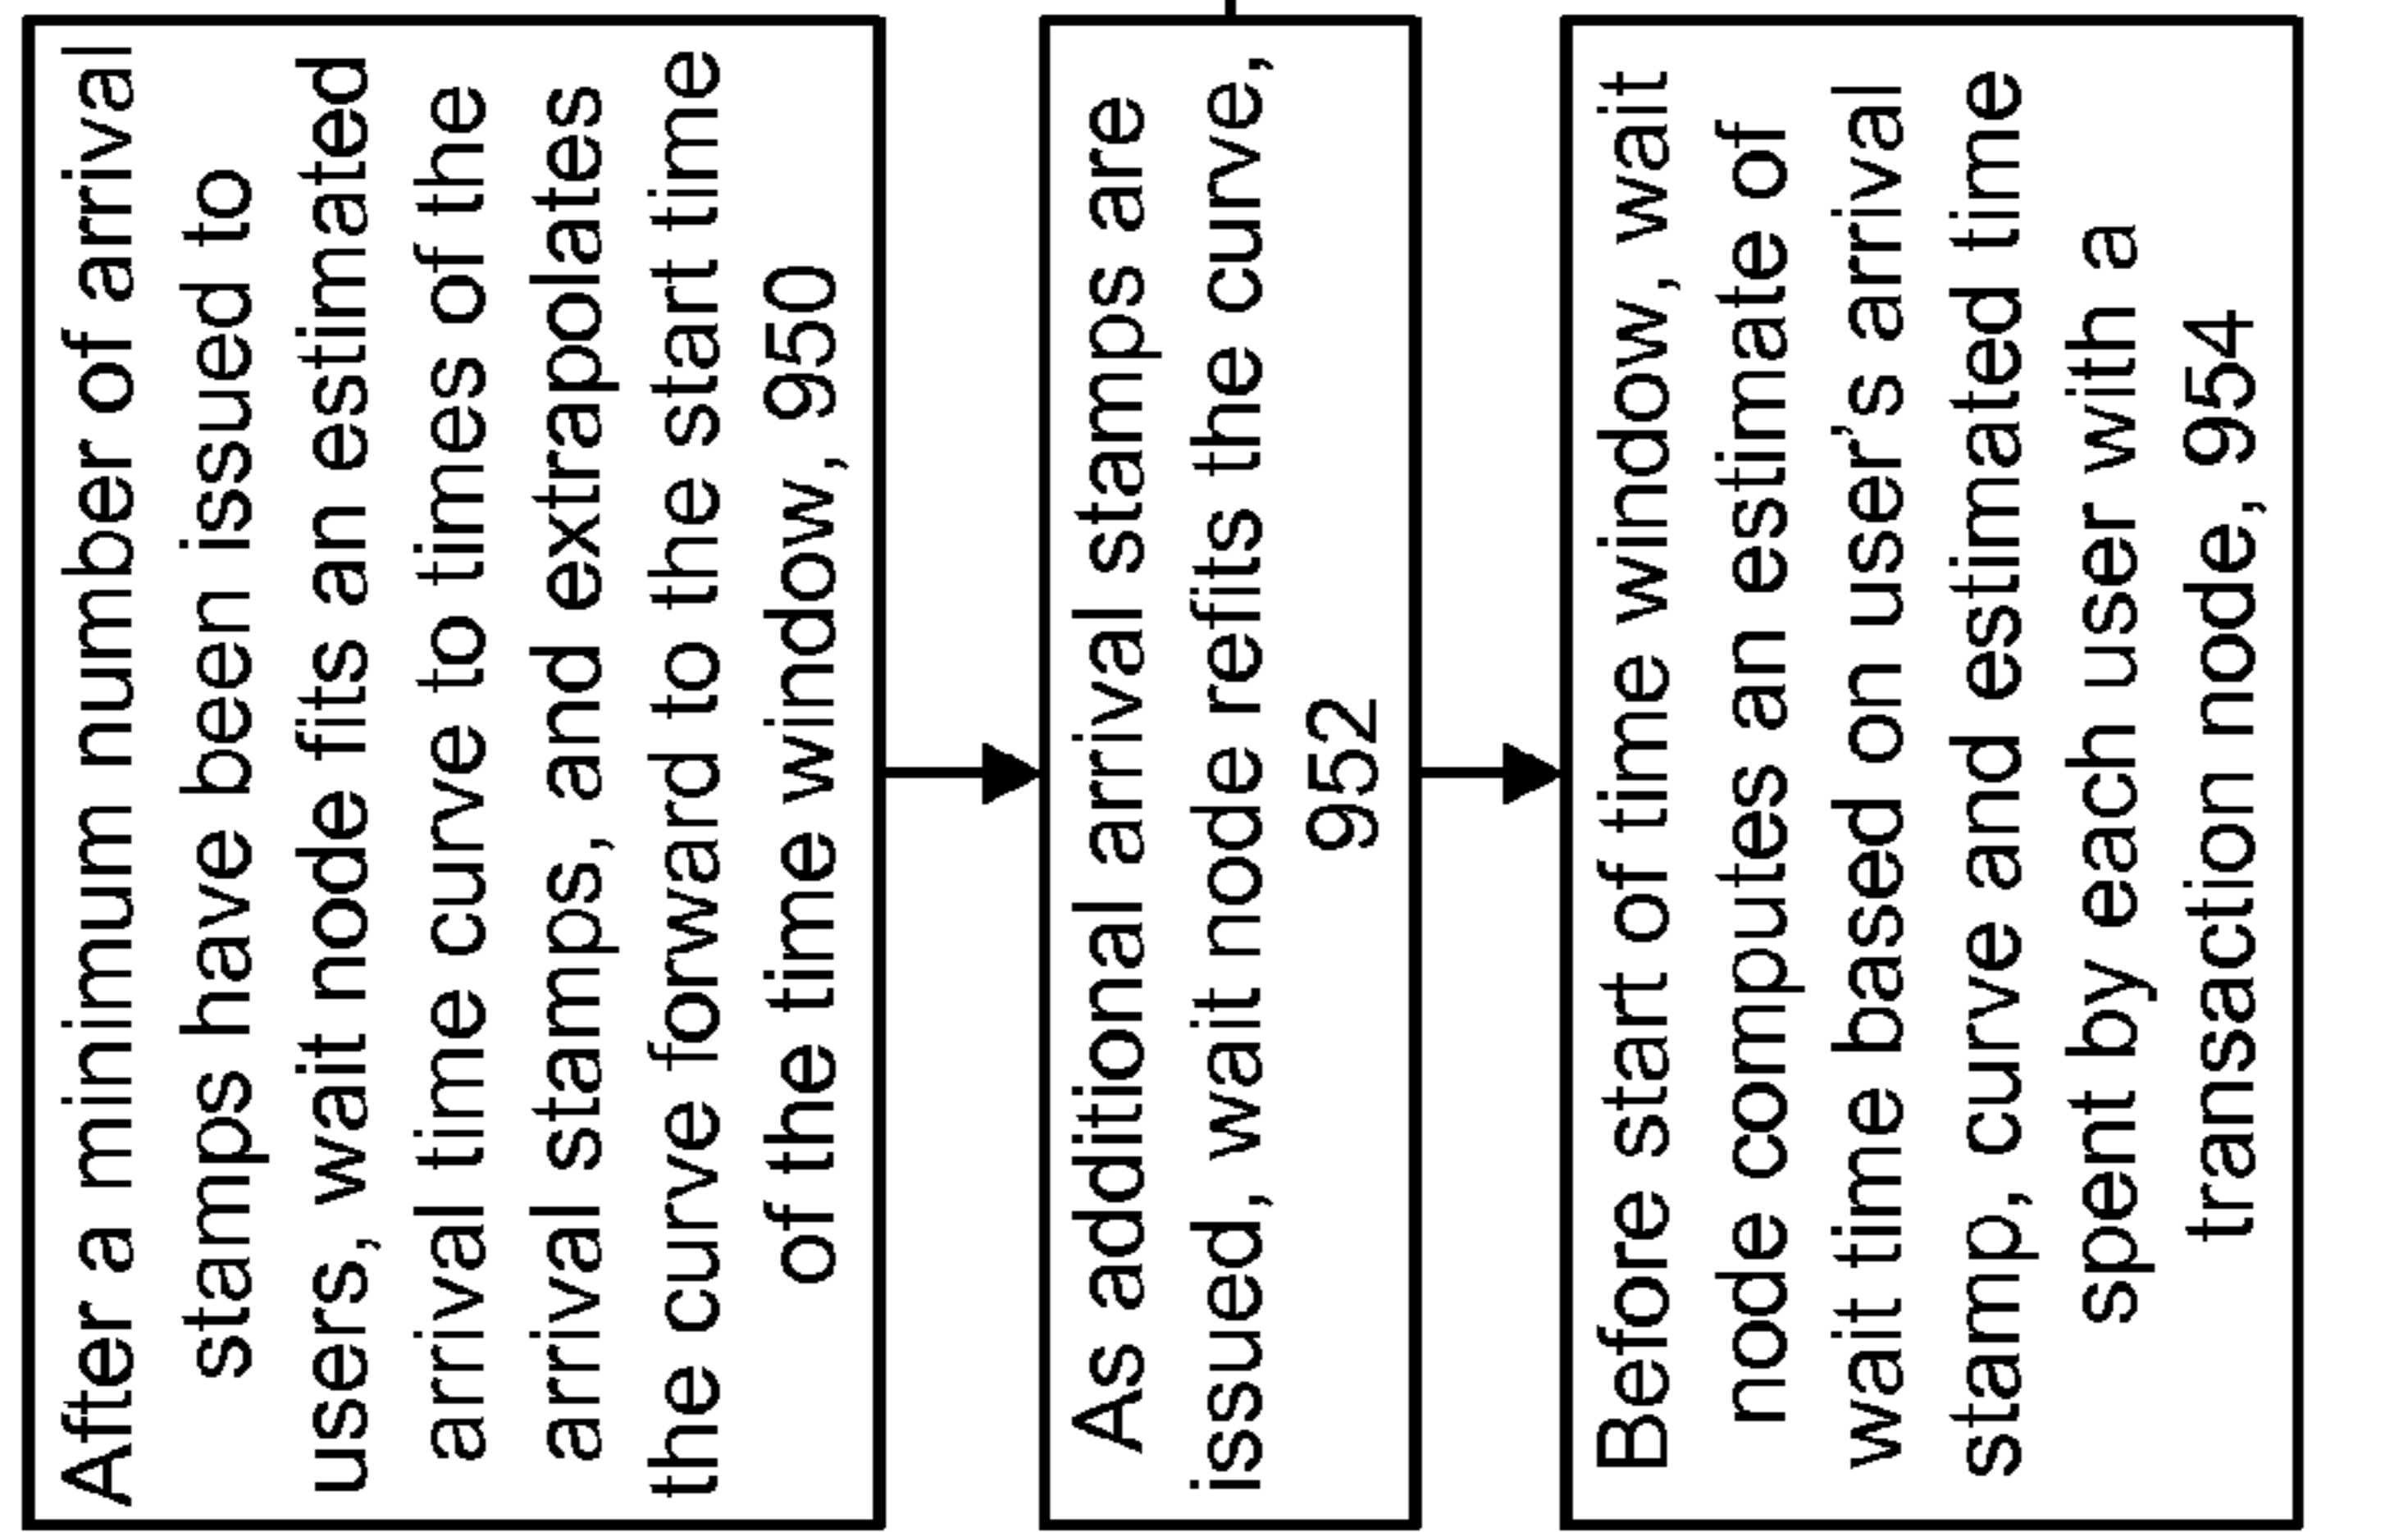 After a minimum number of arrival
stamps have been issued to
users, wait node fits an estimated
arrival time curve to times of the
arrival stamps, and extrapolates
the curve forward to the start time
of the time window, 950
As additional arrival stamps are
issued, wait node refits the curve,
952
Before start of time window, wait
node computes an estimate of
wait time based on user's arrival
stamp, curve and estimated time
spent by each user with a
transaction node, 954